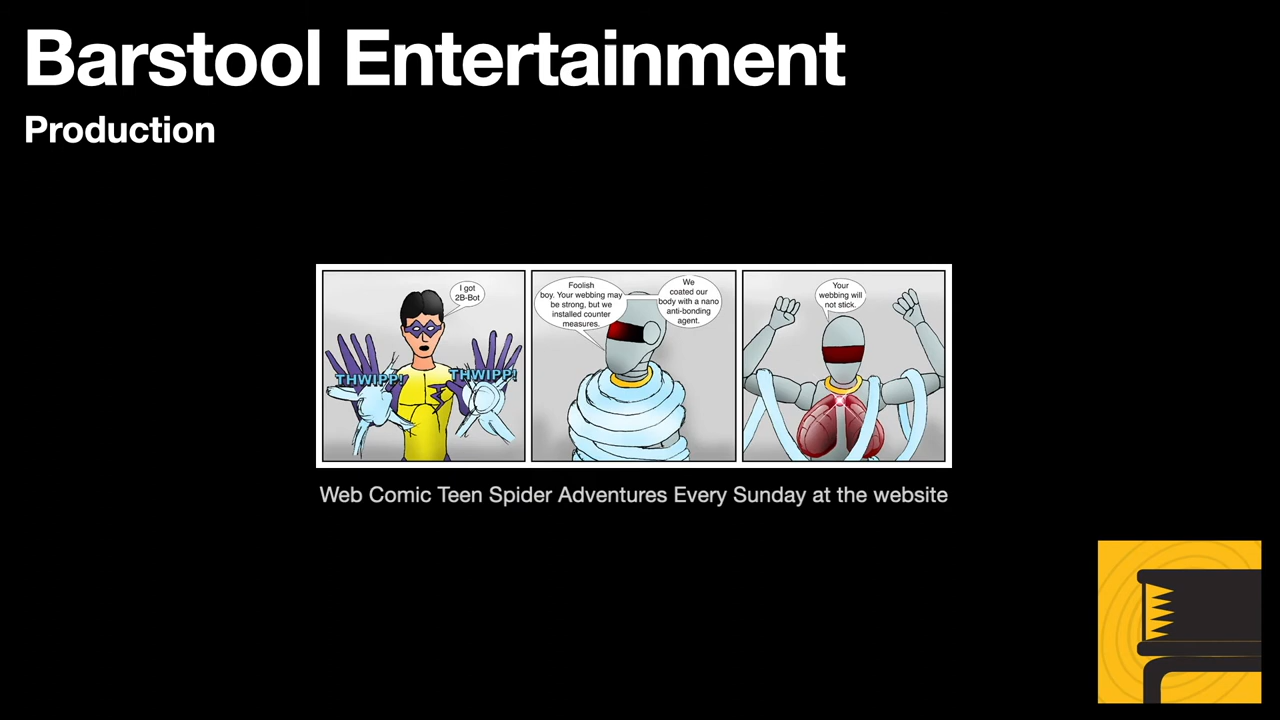 Barstool Entertainment
Production
I got
2B-Bot
THWIPP!
THWIPP!
Foolish
boy. Your webbing may
be strong, but we
installed counter
measures.
We
coated our
body with a nano
anti-bonding
agent.
Your
webbing will
not stick.
Web Comic Teen Spider Adventures Every Sunday at the website